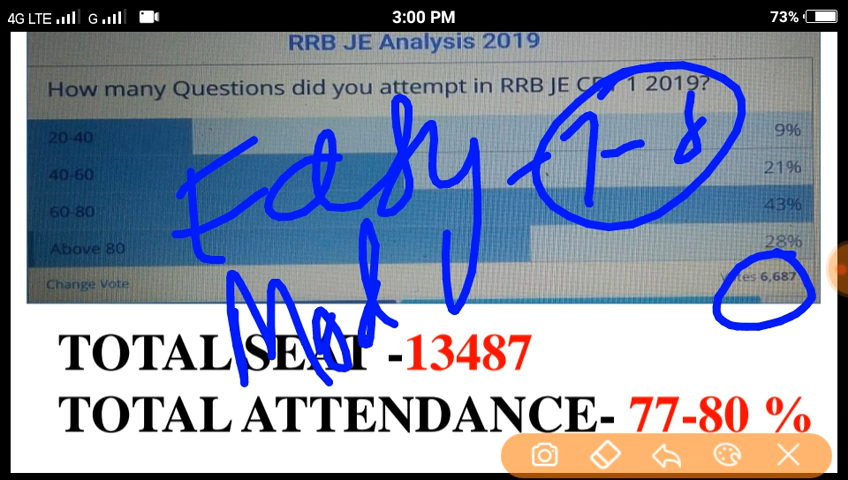 4G LTE G 3:00 PM 73%
RRB JE Analysis 2019
How many Questions did you attempt in RRB JE 1 2019?
20-40 9%
40-60 21%
60-80 43%
Above 80 28%
Change Vote 6,687
Easy - 7-8
Mod
TOTAL SEAT -13487
TOTAL ATTENDANCE- 77-80 %